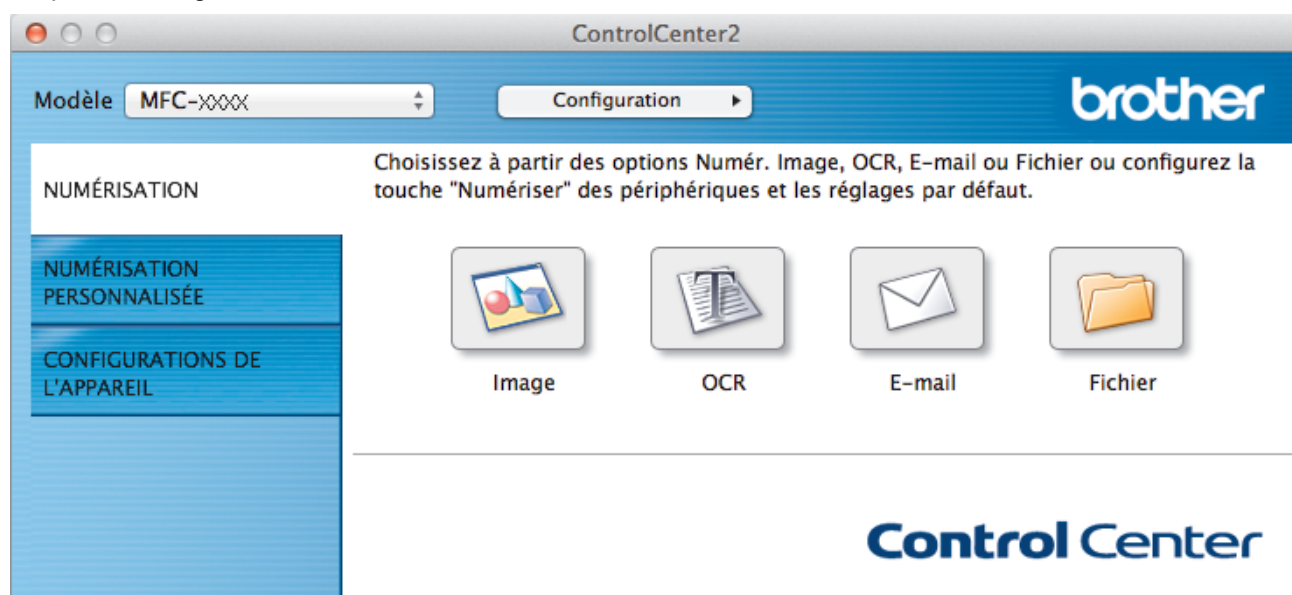 ControlCenter2
Modèle MFC-XXXX Configuration
brother
NUMÉRISATION
NUMÉRISATION
PERSONNALISÉE
CONFIGURATIONS DE
L'APPAREIL
Choisissez à partir des options Numér. Image, OCR, E-mail ou Fichier ou configurez la
touche "Numériser" des périphériques et les réglages par défaut.
Image OCR E-mail Fichier
Control Center